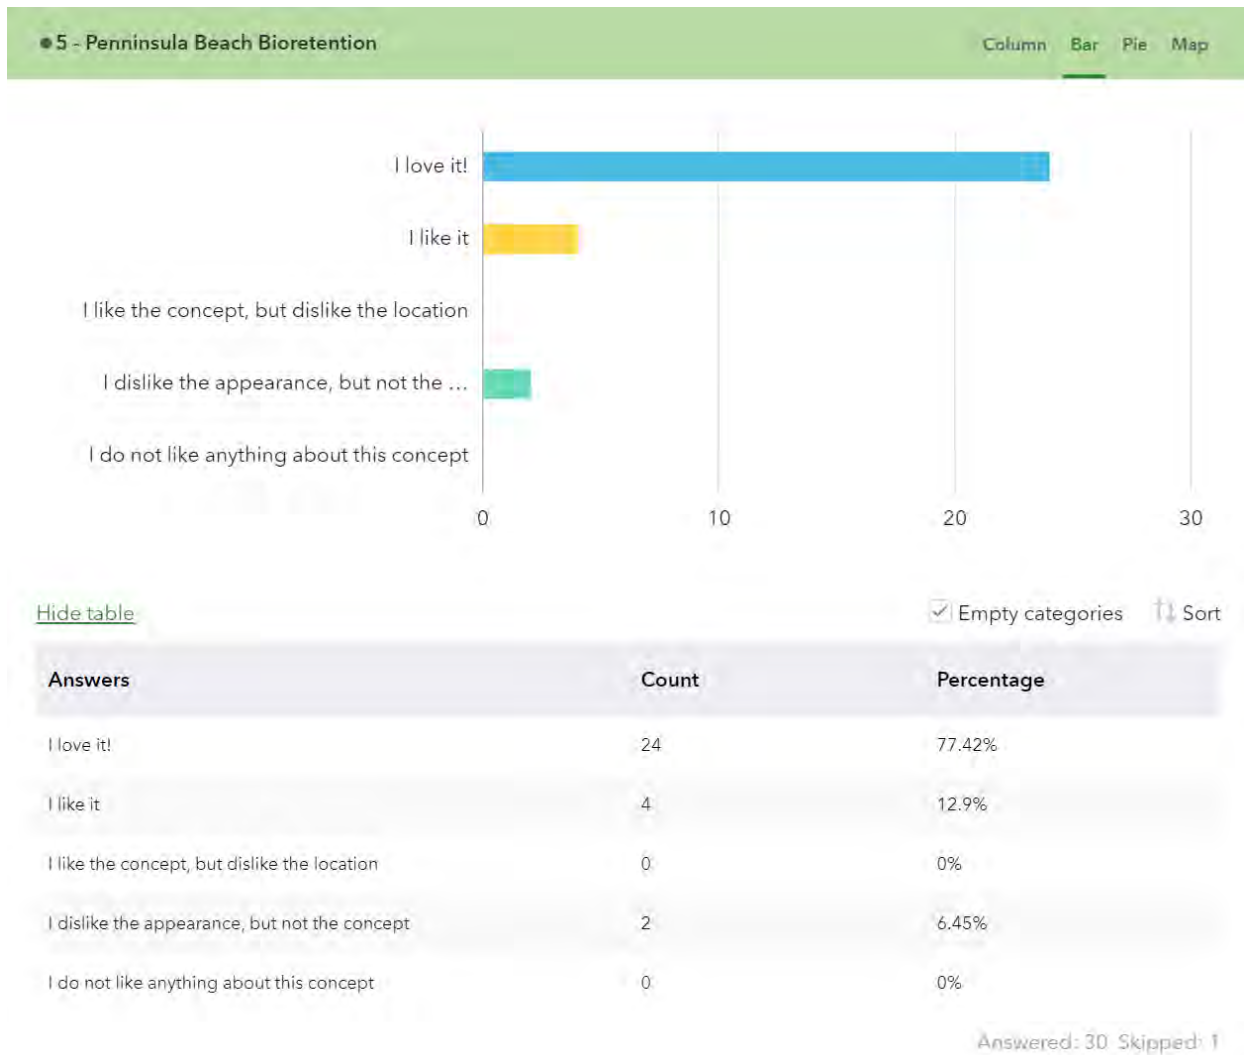 5 - Penninsula Beach Bioretention
Column Bar Pie Map
I love it!
I like it
I like the concept, but dislike the location
I dislike the appearance, but not the ...
I do not like anything about this concept
0 10 20 30
Hide table
Empty categories Sort
Answers Count Percentage
I love it! 24 77.42%
I like it 4 12.9%
I like the concept, but dislike the location 0 0%
I dislike the appearance, but not the concept 2 6.45%
I do not like anything about this concept 0 0%
Answered: 30 Skipped: 1